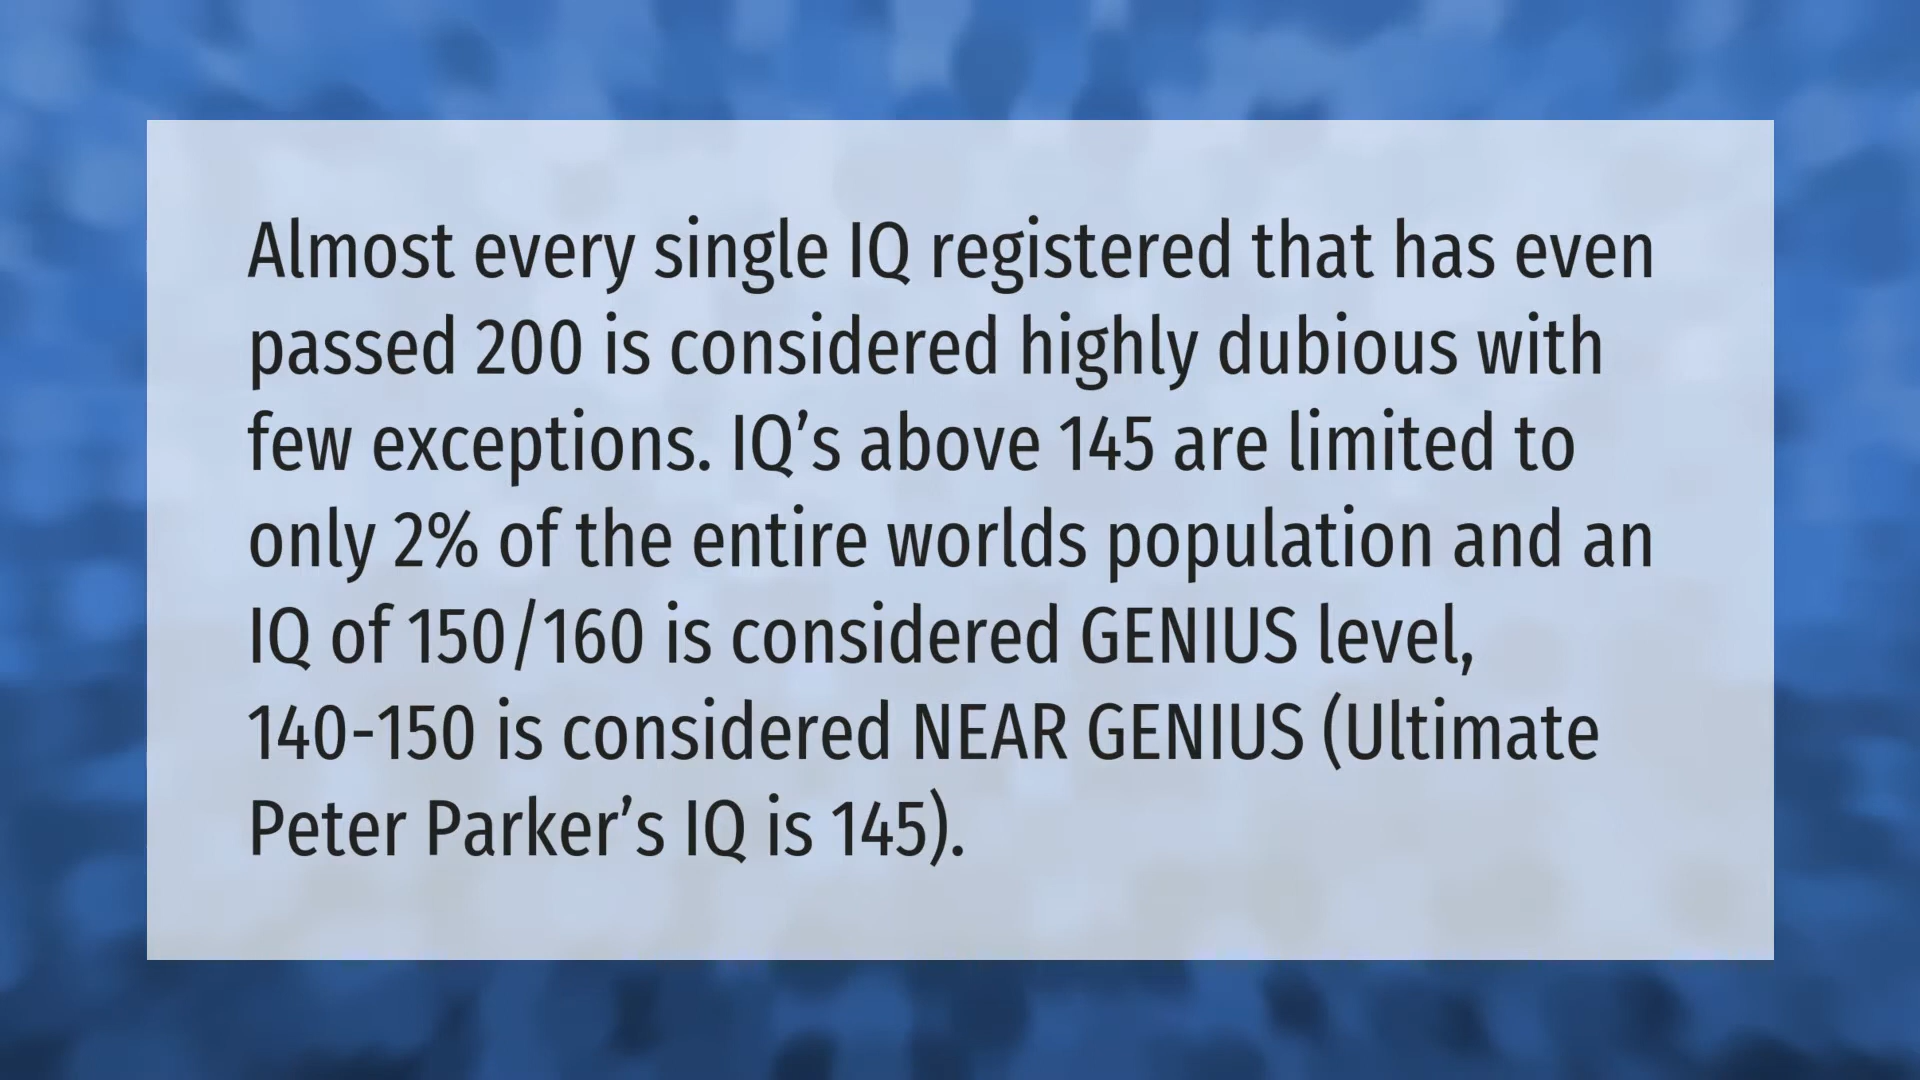 Almost every single IQ registered that has even
passed 200 is considered highly dubious with
few exceptions. IQ’s above 145 are limited to
only 2% of the entire worlds population and an
IQ of 150/160 is considered GENIUS level,
140-150 is considered NEAR GENIUS (Ultimate
Peter Parker’s IQ is 145).